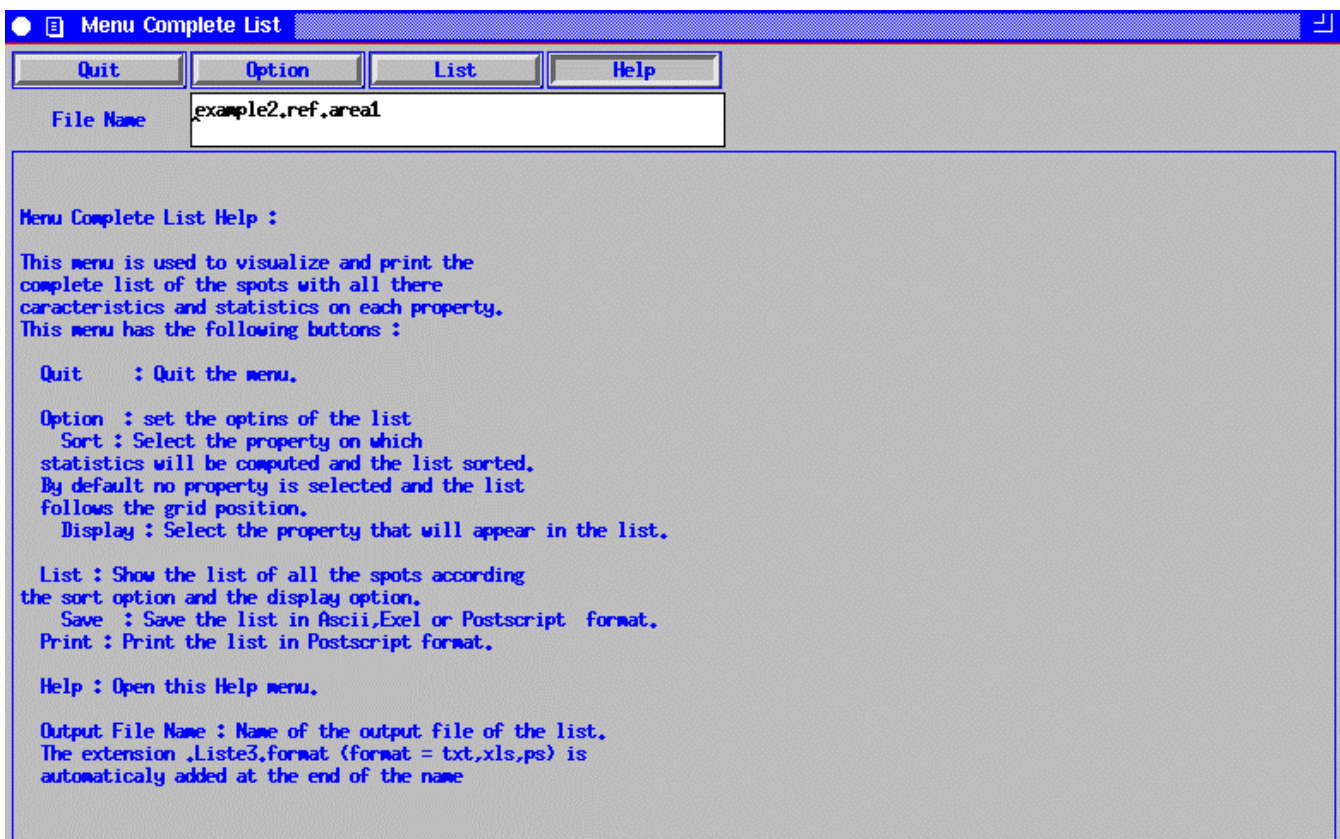 Menu Complete List
Quit Option List Help
File Name example2.ref.area1
Menu Complete List Help :
This menu is used to visualize and print the
complete list of the spots with all there
caracteristics and statistics on each property.
This menu has the following buttons :
Quit : Quit the menu.
Option : set the optins of the list
Sort : Select the property on which
statistics will be computed and the list sorted.
By default no property is selected and the list
follows the grid position.
Display : Select the property that will appear in the list.
List : Show the list of all the spots according
the sort option and the display option.
Save : Save the list in Ascii,Exel or Postscript format.
Print : Print the list in Postscript format.
Help : Open this Help menu.
Output File Name : Name of the output file of the list.
The extension .Liste3.format (format = txt,xls,ps) is
automaticaly added at the end of the name